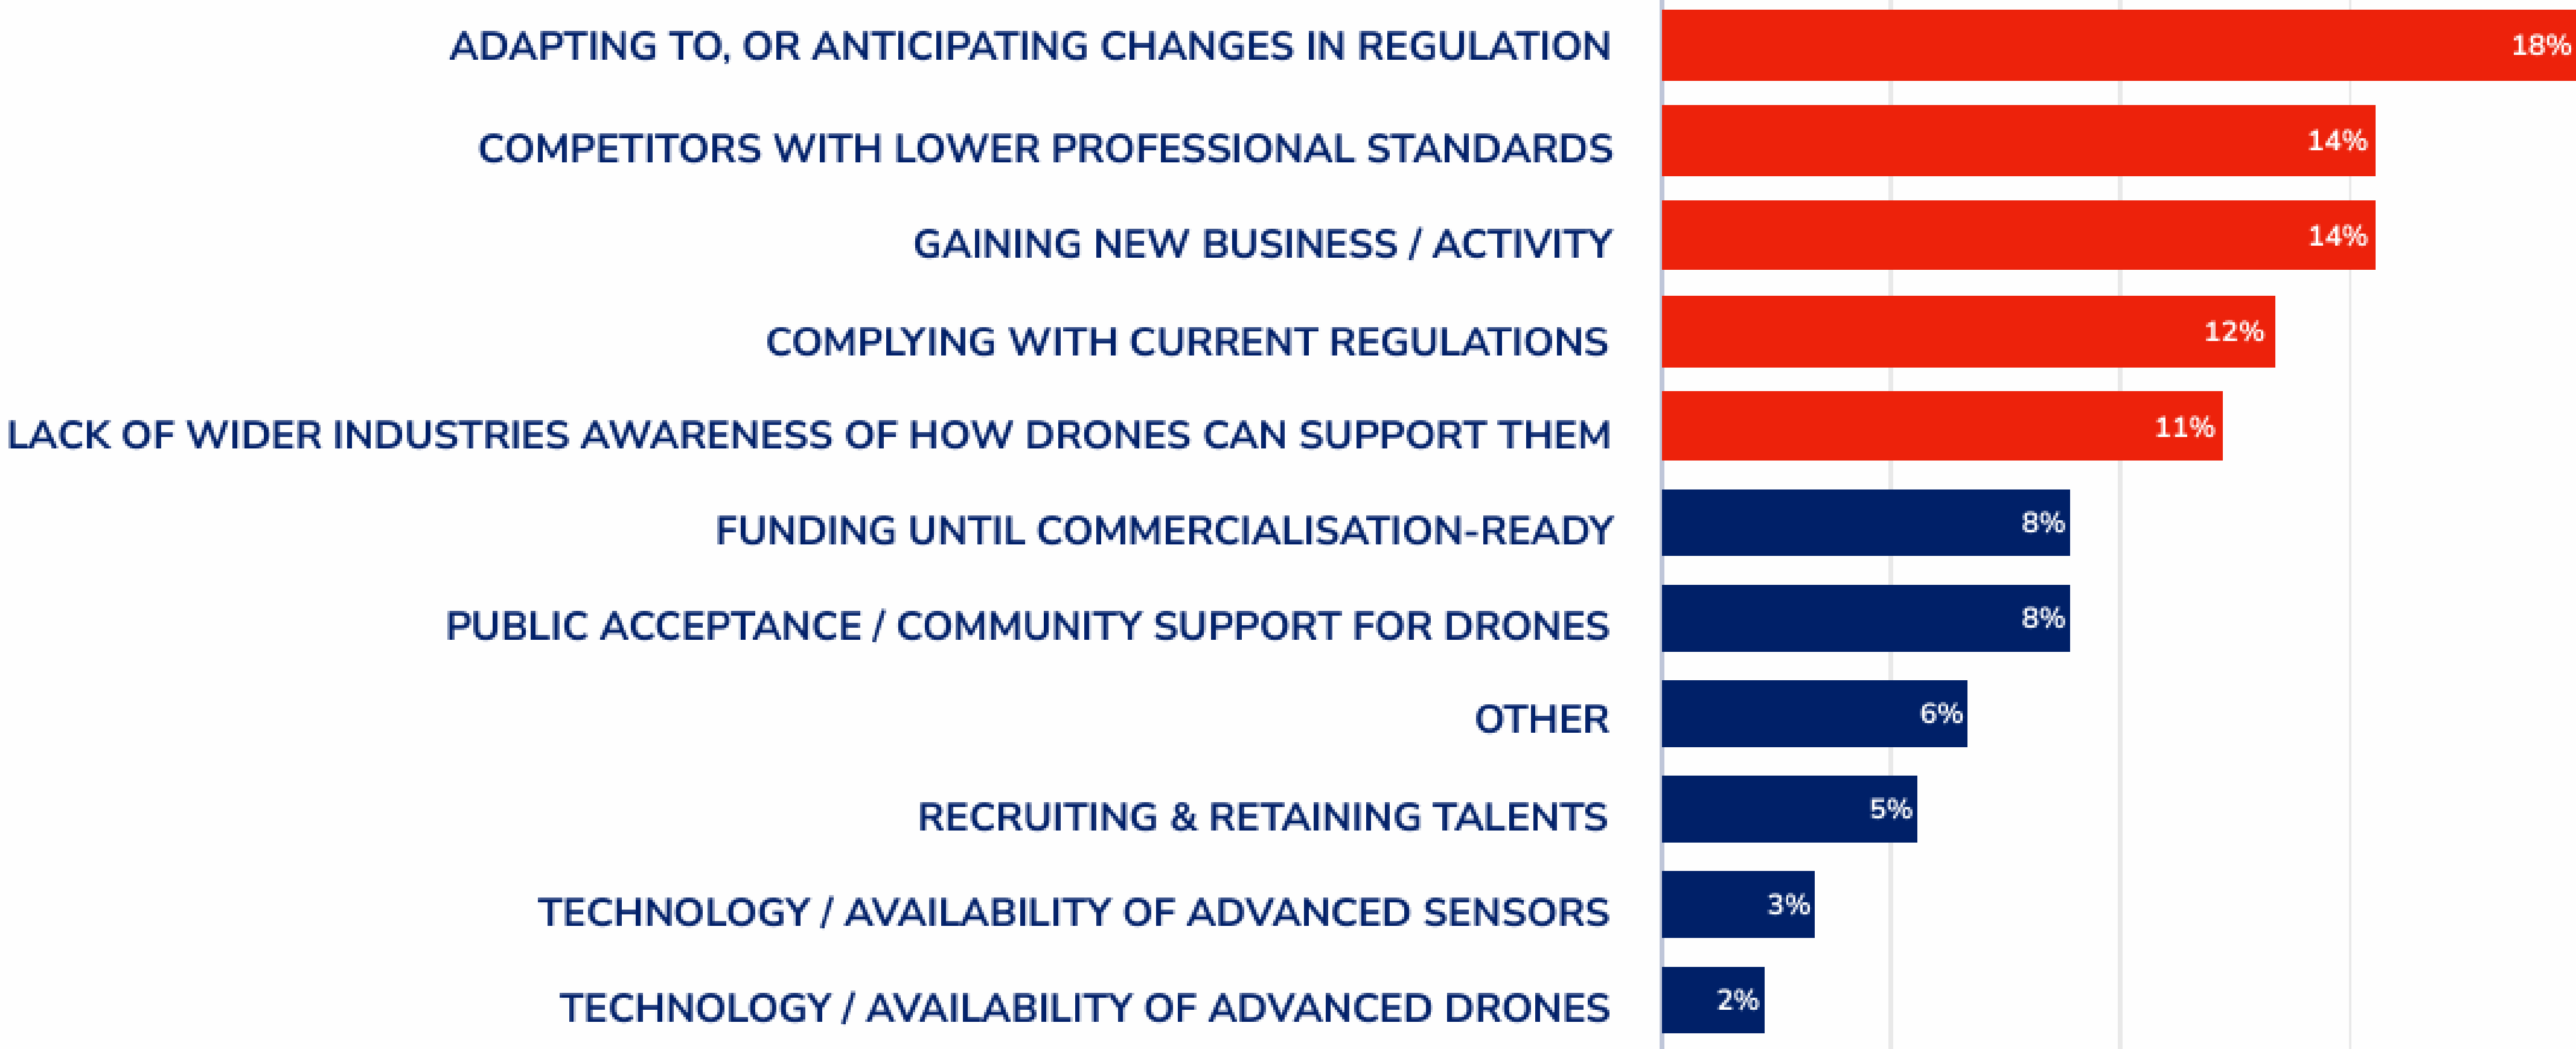 ADAPTING TO, OR ANTICIPATING CHANGES IN REGULATION 18%
COMPETITORS WITH LOWER PROFESSIONAL STANDARDS 14%
GAINING NEW BUSINESS / ACTIVITY 14%
COMPLYING WITH CURRENT REGULATIONS 12%
LACK OF WIDER INDUSTRIES AWARENESS OF HOW DRONES CAN SUPPORT THEM 11%
FUNDING UNTIL COMMERCIALISATION-READY 8%
PUBLIC ACCEPTANCE / COMMUNITY SUPPORT FOR DRONES 8%
OTHER 6%
RECRUITING & RETAINING TALENTS 5%
TECHNOLOGY / AVAILABILITY OF ADVANCED SENSORS 3%
TECHNOLOGY / AVAILABILITY OF ADVANCED DRONES 2%